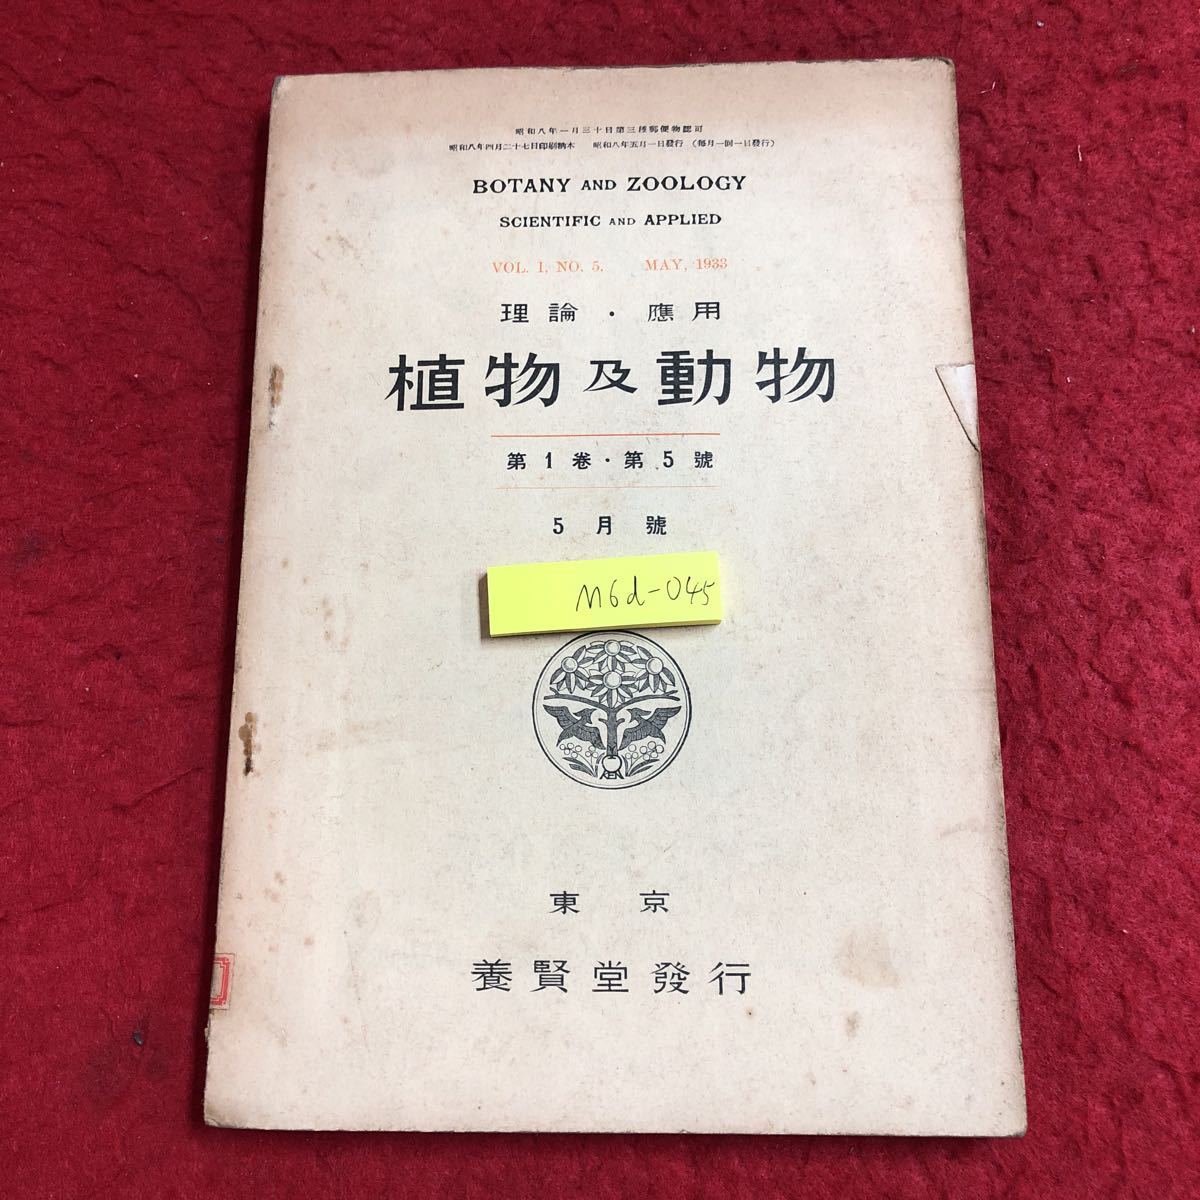 昭和八年一月三十日第三種郵便物認可
昭和八年四月二十七日印刷納本 昭和八年五月一日發行 (每月一回一日發行)
BOTANY AND ZOOLOGY
SCIENTIFIC AND APPLIED
VOL. I, NO. 5. MAY, 1933
理論・應用
植物及動物
第1卷・第5號
5月號
M6d-045
東京
養賢堂發行